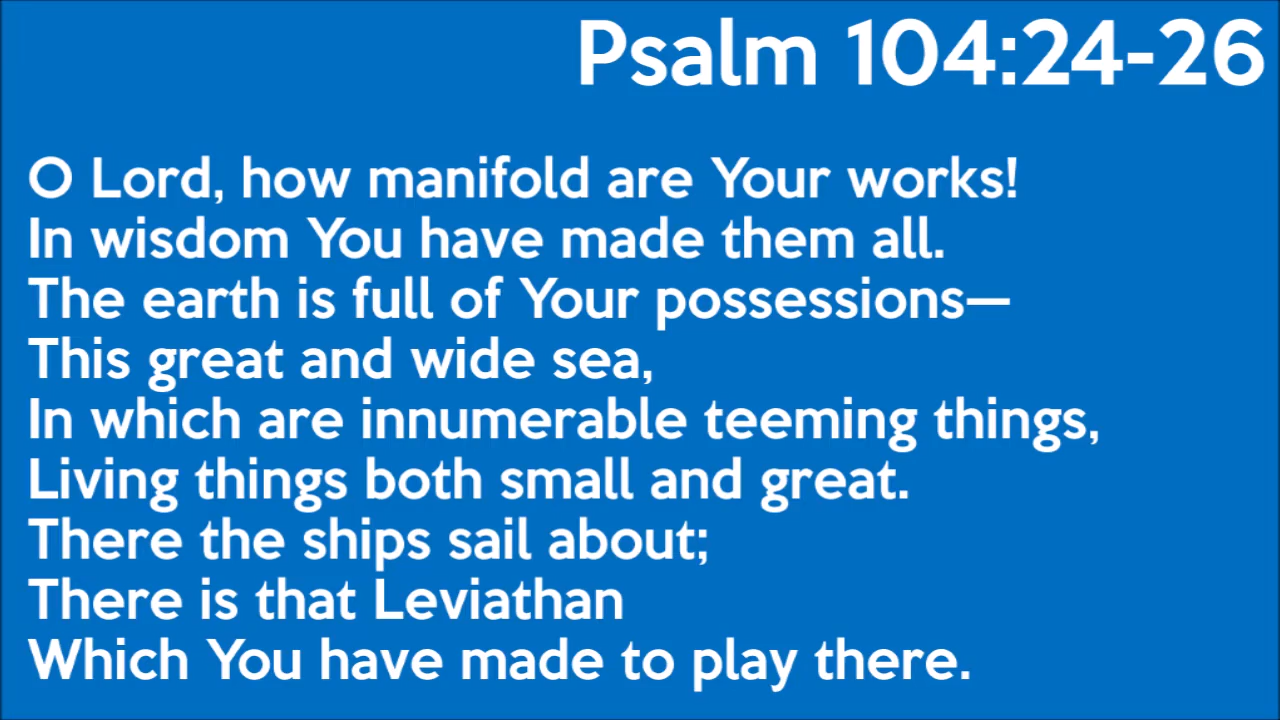 Psalm 104:24-26
O Lord, how manifold are Your works!
In wisdom You have made them all.
The earth is full of Your possessions—
This great and wide sea,
In which are innumerable teeming things,
Living things both small and great.
There the ships sail about;
There is that Leviathan
Which You have made to play there.